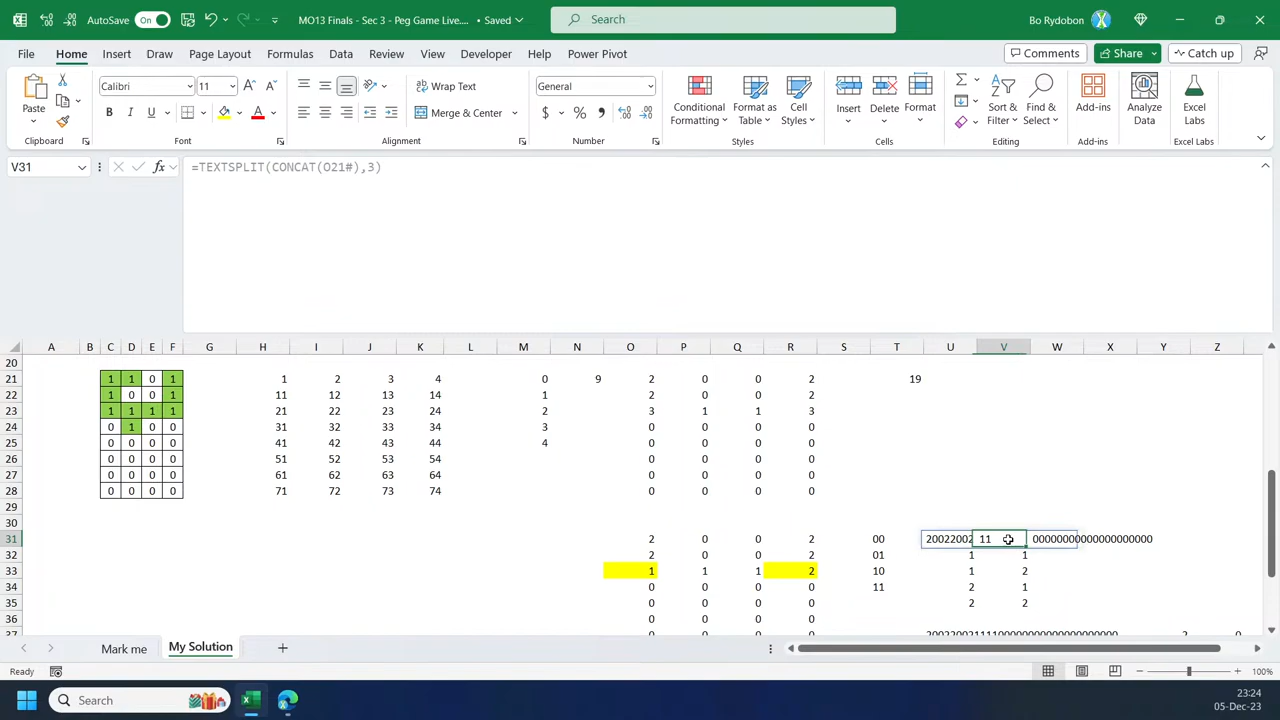 AutoSave On MO13 Finals - Sec 3 - Peg Game Live.... • Saved Search Bo Rydobon
File Home Insert Draw Page Layout Formulas Data Review View Developer Help Power Pivot Comments Share Catch up
Paste Calibri 11 A A Wrap Text General Conditional Formatting Format as Table Cell Styles Insert Delete Format Sort & Filter Find & Select Add-ins Analyze Data Excel Labs
B I U A Merge & Center $ % , .00
Clipboard Font Alignment Number Styles Cells Editing Add-ins Excel Labs
V31 fx =TEXTSPLIT(CONCAT(O21#),3)
A B C D E F G H I J K L M N O P Q R S T U V W X Y Z
20
21 1 1 0 1 1 2 3 4 0 9 2 0 0 2 19
22 1 0 0 1 11 12 13 14 1 2 0 0 2
23 1 1 1 1 21 22 23 24 2 3 1 1 3
24 0 1 0 0 31 32 33 34 3 0 0 0 0
25 0 0 0 0 41 42 43 44 4 0 0 0 0
26 0 0 0 0 51 52 53 54 0 0 0 0
27 0 0 0 0 61 62 63 64 0 0 0 0
28 0 0 0 0 71 72 73 74 0 0 0 0
29
30
31 2 0 0 2 00 20022002 11 00000000000000000000
32 2 0 0 2 01 1 1
33 1 1 1 2 10 1 2
34 0 0 0 0 11 2 1
35 0 0 0 0 2 2
36 0 0 0 0
37 0 0 0 0 2 0
Mark me My Solution
Ready 100%
Search 23:24
05-Dec-23